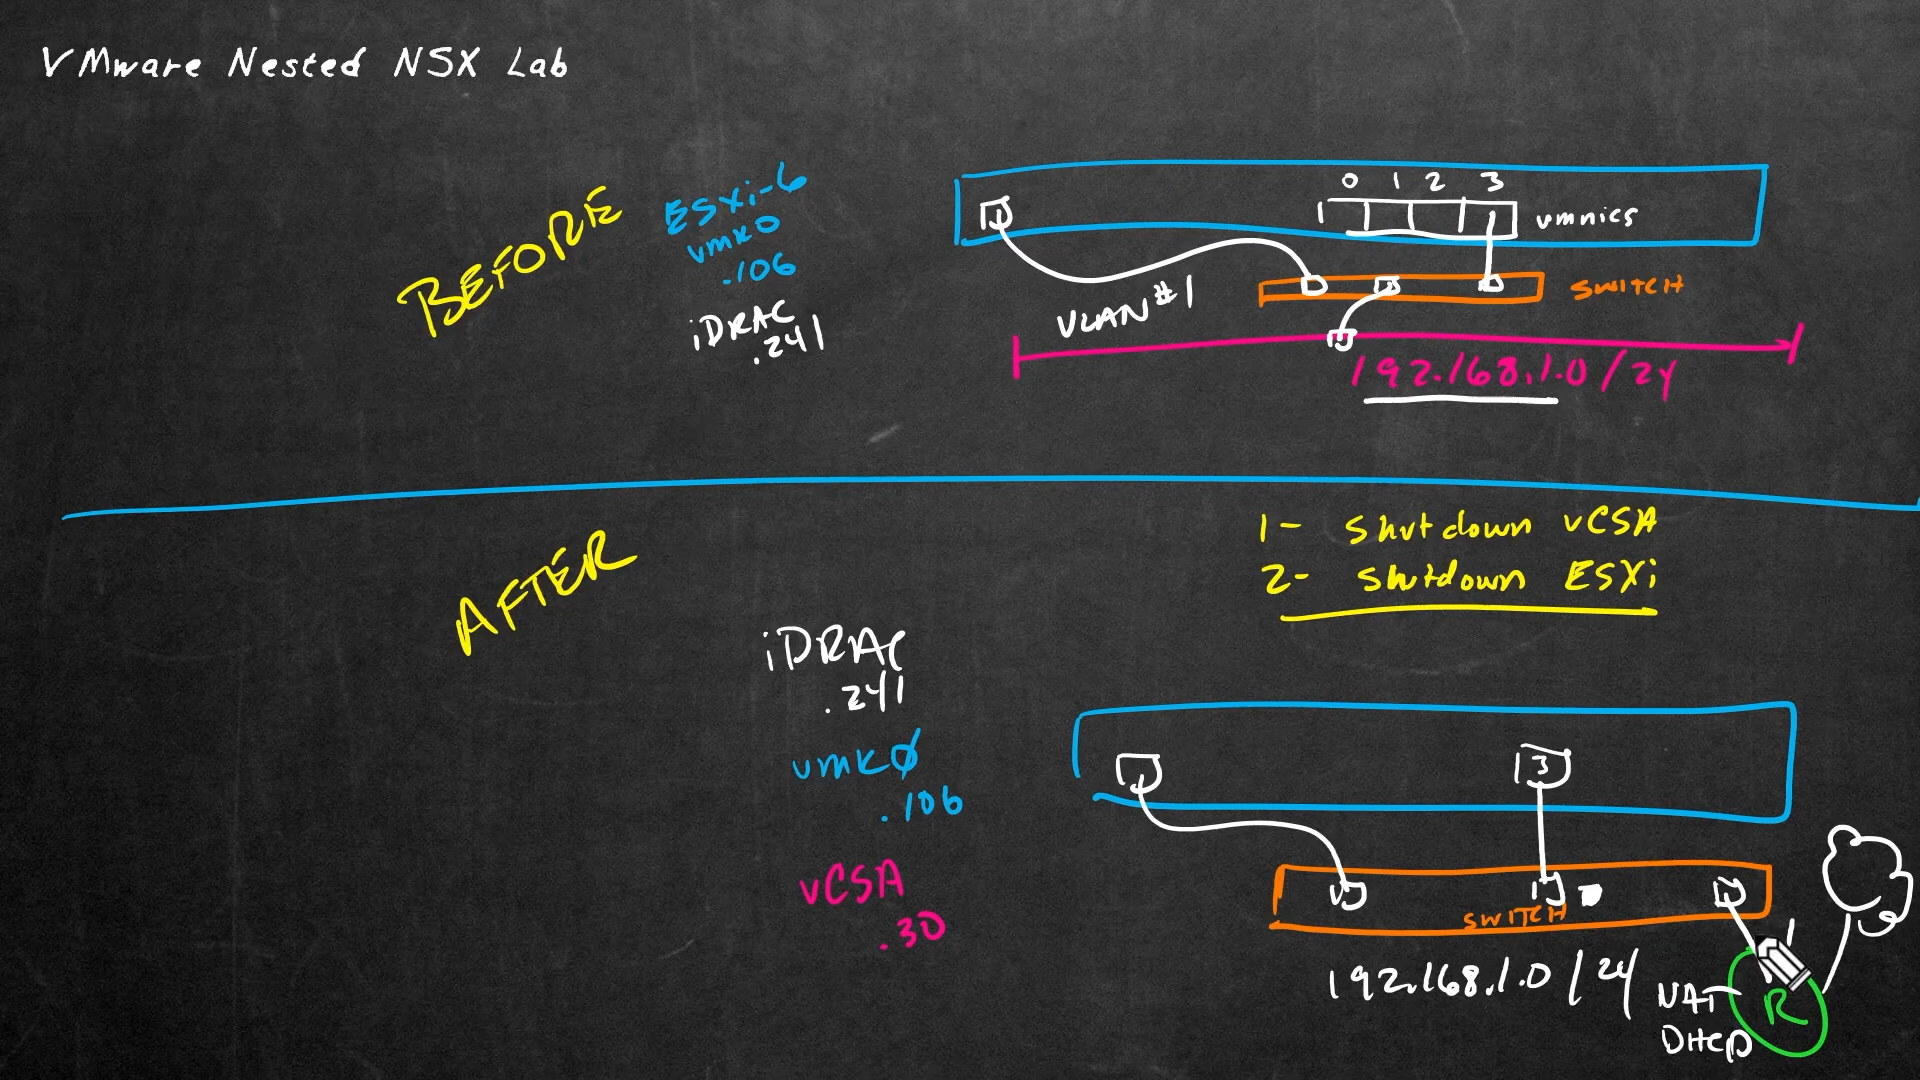 VMware Nested NSX Lab
BEFORE
ESXi-6
vmk0
.106
iDRAC
.241
0 1 2 3
vmnics
SWITCH
VLAN #1
192.168.1.0/24
1- Shutdown vCSA
2- Shutdown ESXi
AFTER
iDRAC
.241
vmkø
.106
vCSA
.30
3
SWITCH
192.168.1.0/24
NAT
DHCP
R